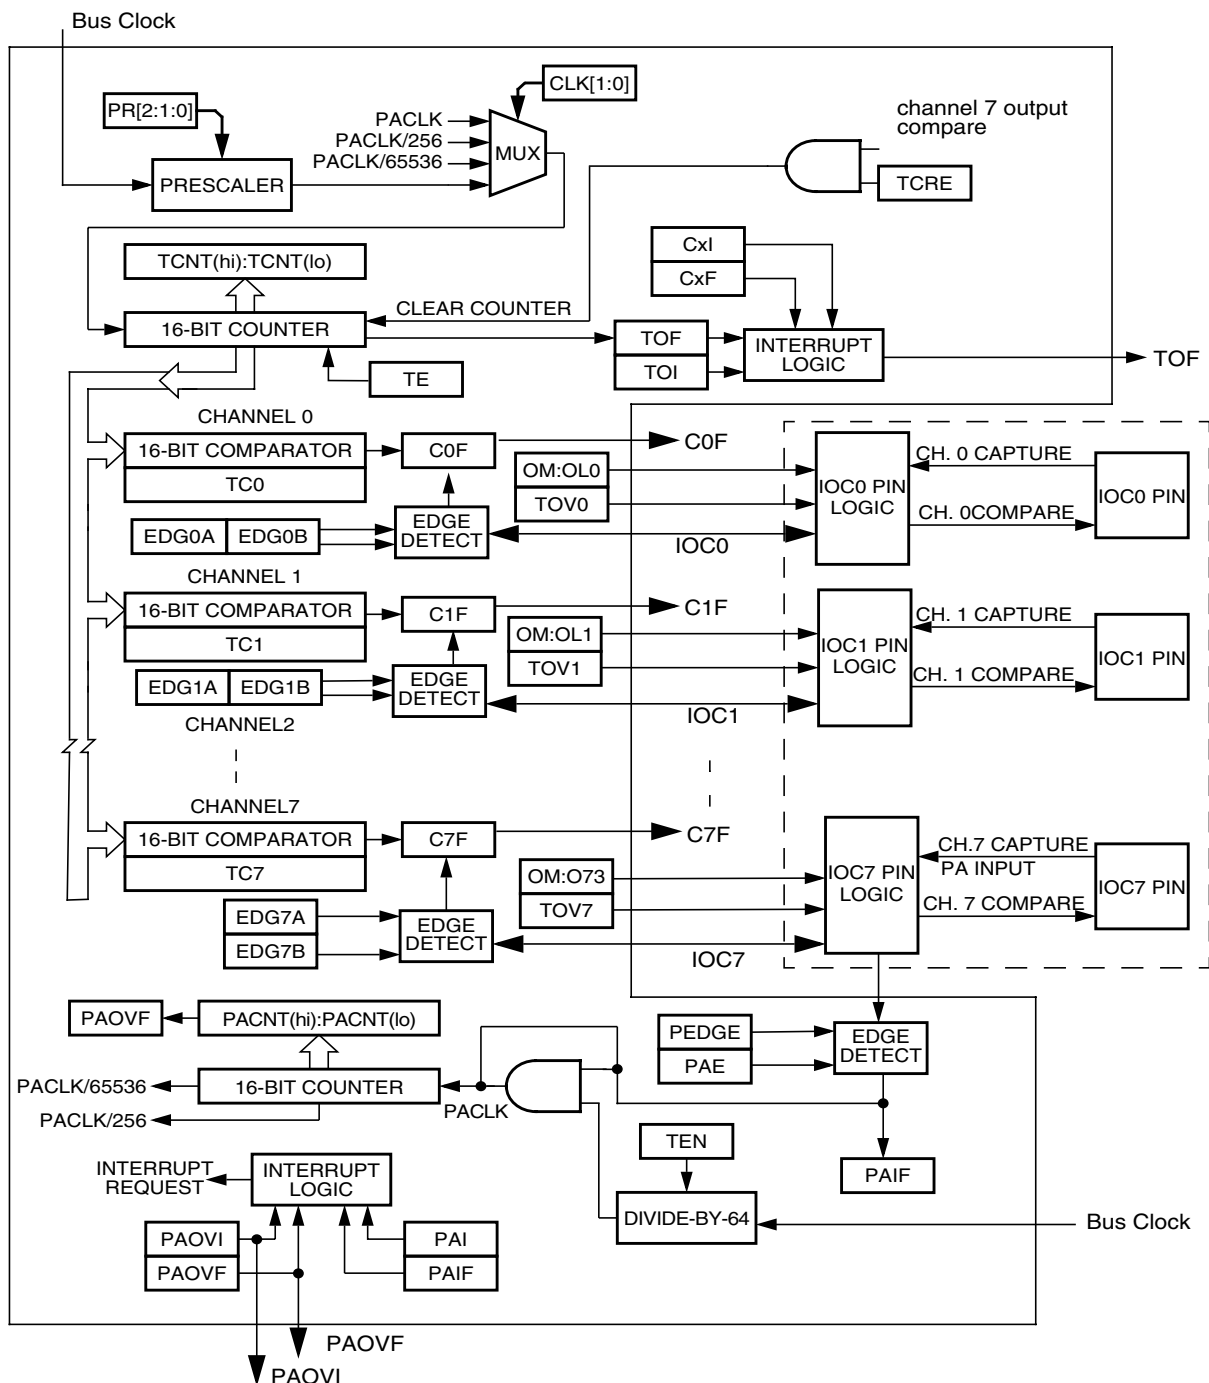 Bus Clock
CLK[1:0]
PR[2:1:0]
PACLK
PACLK/256
PACLK/65536
MUX
channel 7 output
compare
PRESCALER
TCRE
CxI
CxF
TCNT(hi):TCNT(lo)
CLEAR COUNTER
16-BIT COUNTER
TOF
TOI
INTERRUPT
LOGIC
TOF
TE
CHANNEL 0
16-BIT COMPARATOR
TC0
C0F
C0F
OM:OL0
TOV0
IOC0 PIN
LOGIC
CH. 0 CAPTURE
CH. 0COMPARE
IOC0 PIN
EDG0A
EDG0B
EDGE
DETECT
IOC0
CHANNEL 1
16-BIT COMPARATOR
TC1
C1F
C1F
OM:OL1
TOV1
IOC1 PIN
LOGIC
CH. 1 CAPTURE
CH. 1 COMPARE
IOC1 PIN
EDG1A
EDG1B
EDGE
DETECT
IOC1
CHANNEL2
CHANNEL7
16-BIT COMPARATOR
TC7
C7F
C7F
OM:O73
TOV7
IOC7 PIN
LOGIC
CH.7 CAPTURE
PA INPUT
CH. 7 COMPARE
IOC7 PIN
EDG7A
EDG7B
EDGE
DETECT
IOC7
PAOVF
PACNT(hi):PACNT(lo)
PEDGE
PAE
EDGE
DETECT
PACLK/65536
16-BIT COUNTER
PACLK
PACLK/256
TEN
PAIF
INTERRUPT
REQUEST
INTERRUPT
LOGIC
DIVIDE-BY-64
Bus Clock
PAOVI
PAOVF
PAI
PAIF
PAOVF
PAOVI